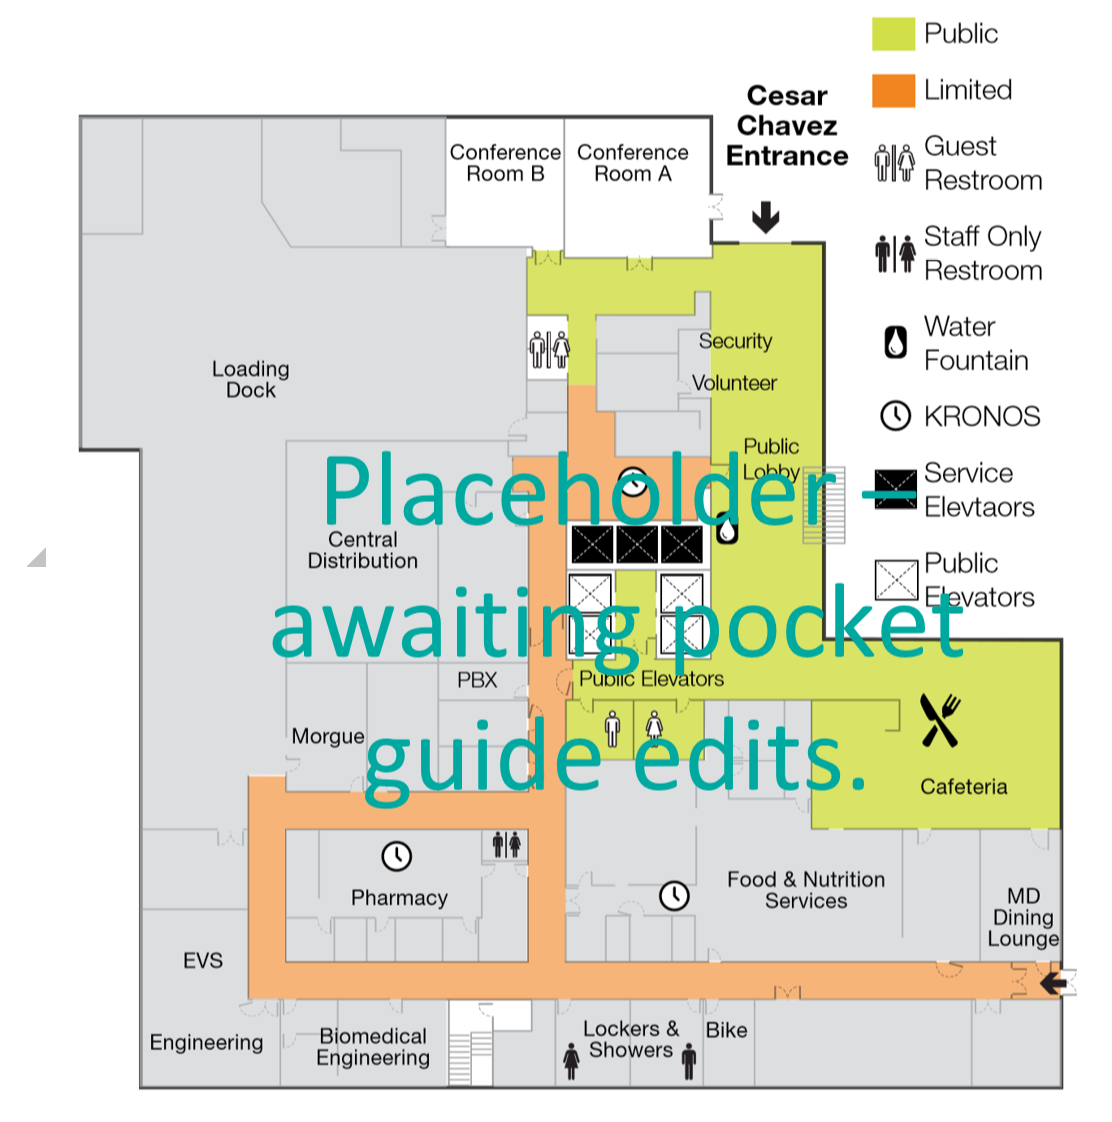 Public
Limited
Cesar
Chavez
Entrance
Guest
Restroom
Conference
Room B
Conference
Room A
Staff Only
Restroom
Water
Fountain
Security
Loading
Dock
Volunteer
KRONOS
Public
Lobby
Service
Elevtaors
Placeholder –
awaiting pocket
guide edits.
Central
Distribution
Public
Elevators
PBX
Public Elevators
Morgue
Cafeteria
Pharmacy
Food & Nutrition
Services
MD
Dining
Lounge
EVS
Engineering
Biomedical
Engineering
Lockers &
Showers
Bike